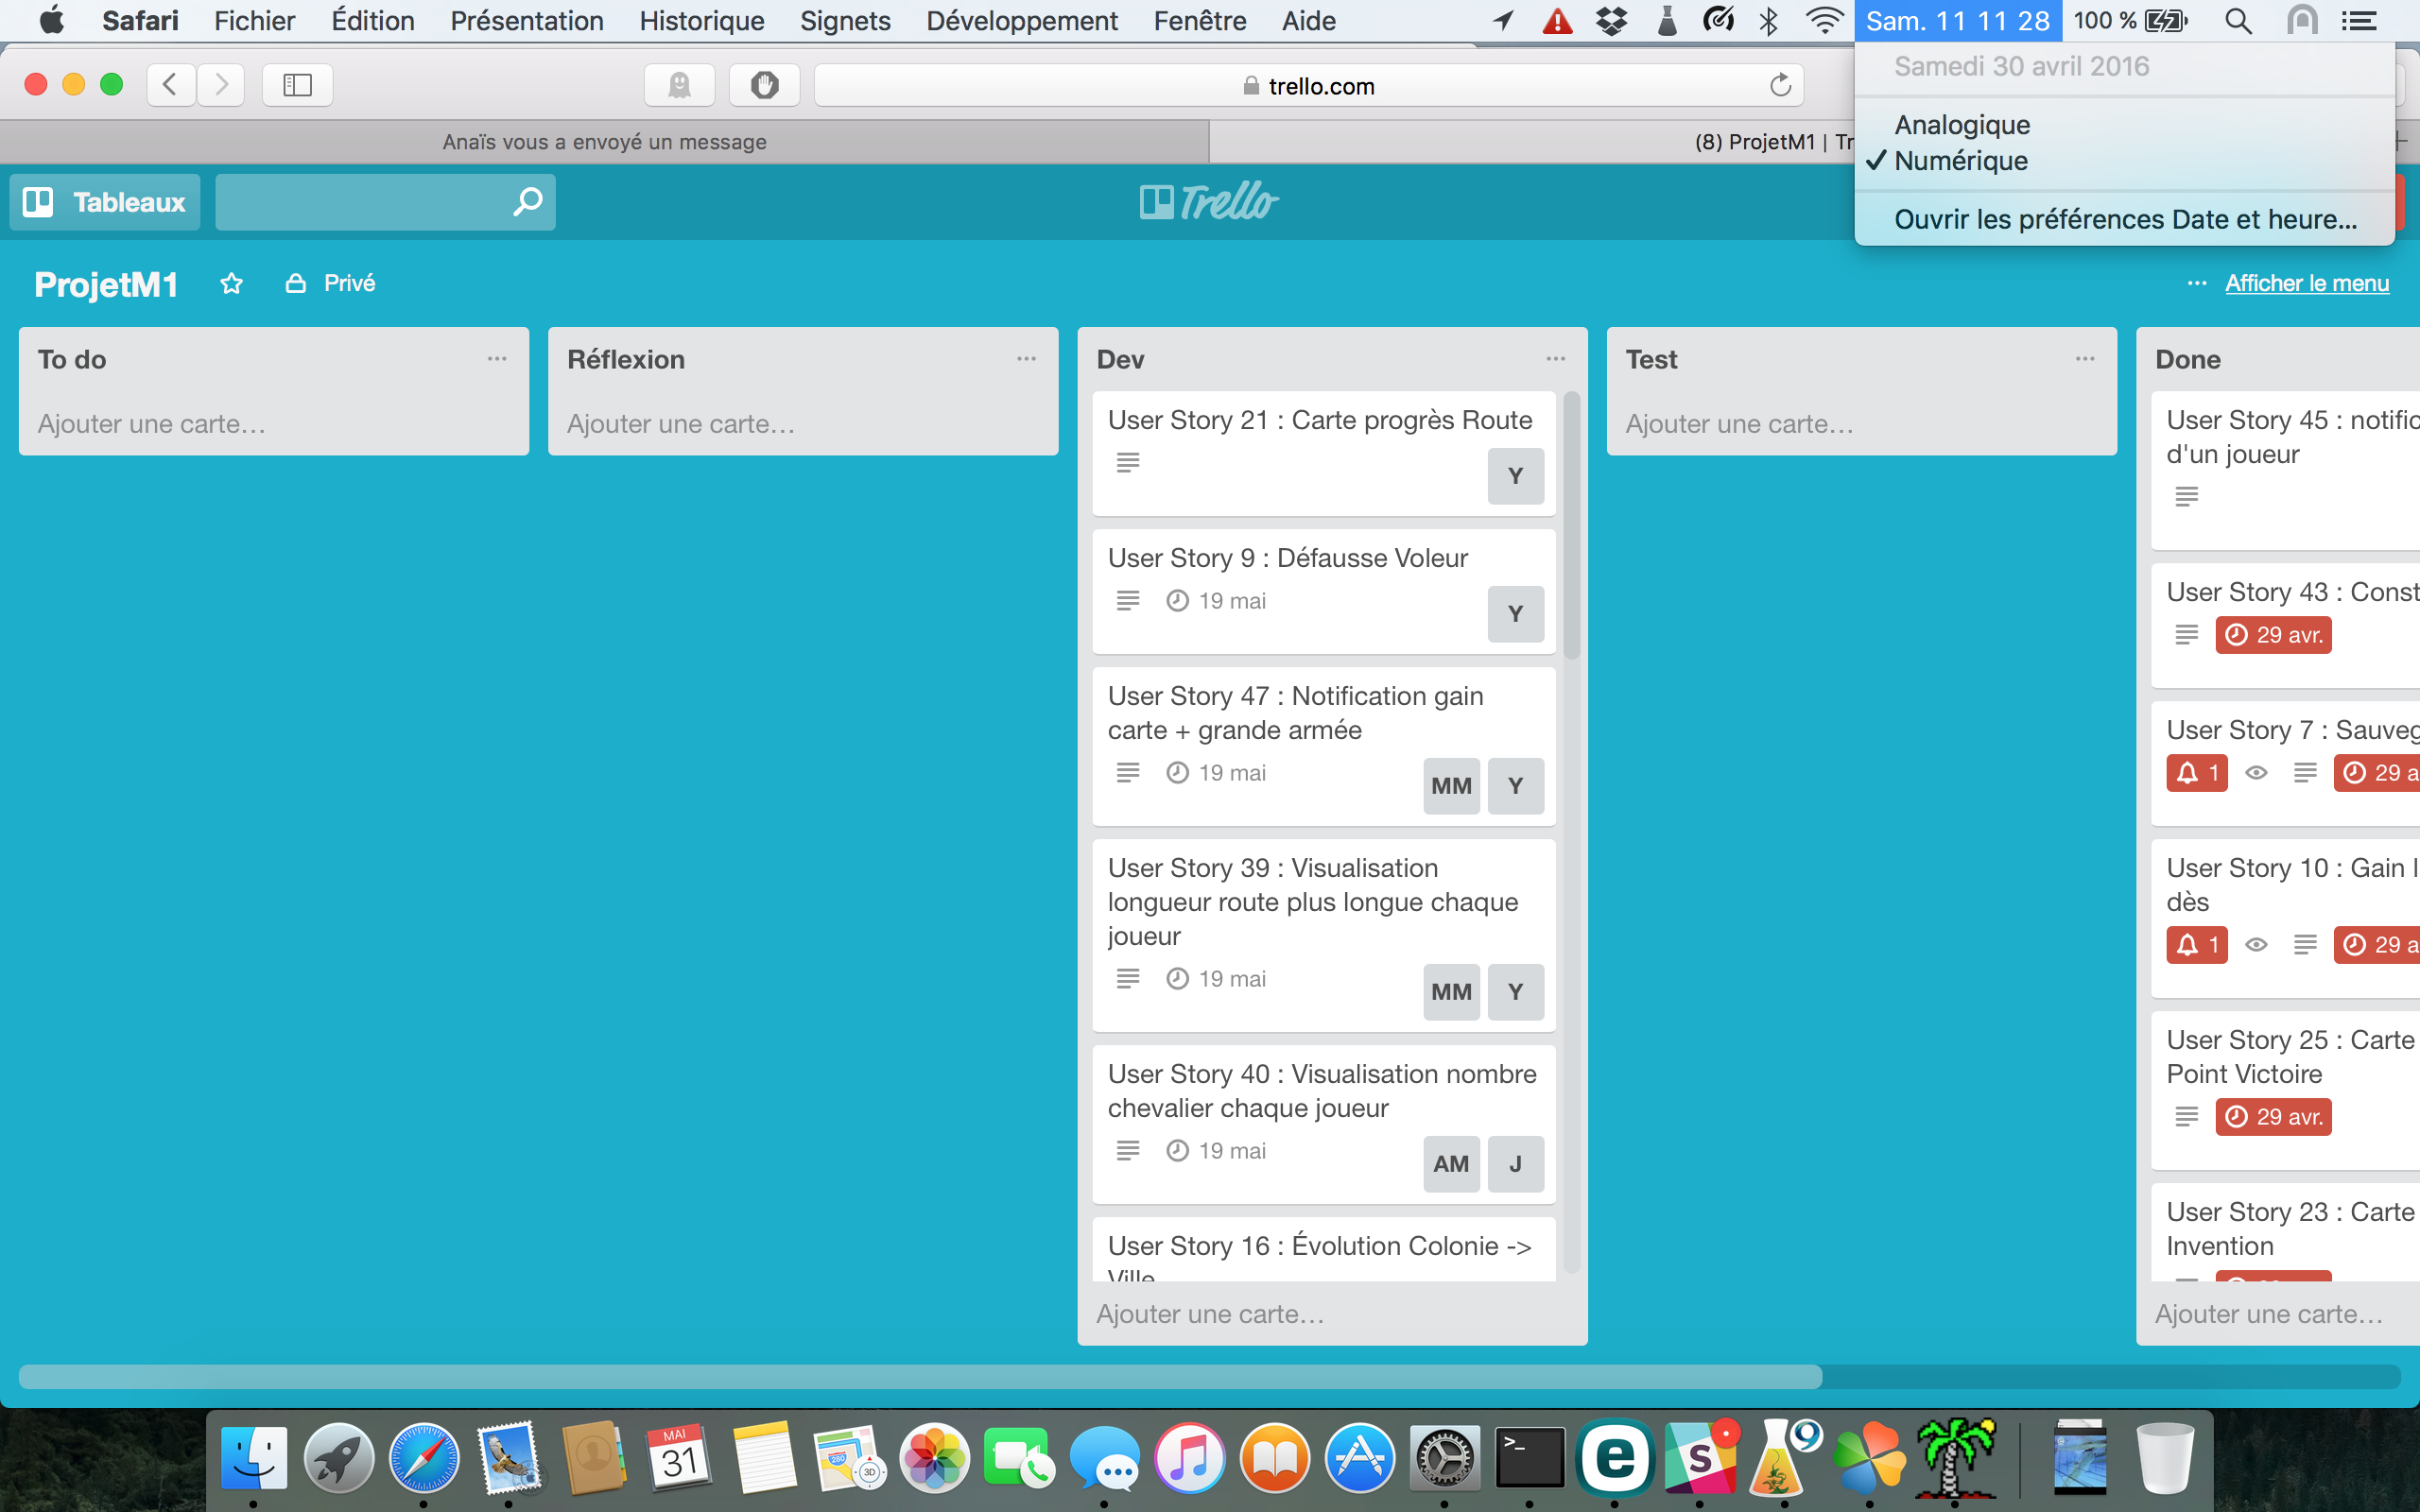 Safari Fichier Édition Présentation Historique Signets Développement Fenêtre Aide Sam. 11 11 28 100 %
Samedi 30 avril 2016
Analogique
✓ Numérique
Ouvrir les préférences Date et heure...
trello.com
Anaïs vous a envoyé un message
(8) ProjetM1 | Tr
Tableaux
Trello
ProjetM1 Privé
... Afficher le menu
To do
Ajouter une carte…
Réflexion
Ajouter une carte…
Dev
User Story 21 : Carte progrès Route
Y
User Story 9 : Défausse Voleur
19 mai
Y
User Story 47 : Notification gain
carte + grande armée
19 mai
MM Y
User Story 39 : Visualisation
longueur route plus longue chaque
joueur
19 mai
MM Y
User Story 40 : Visualisation nombre
chevalier chaque joueur
19 mai
AM J
User Story 16 : Évolution Colonie ->
Ville
Ajouter une carte…
Test
Ajouter une carte…
Done
User Story 45 : notific
d'un joueur
User Story 43 : Const
29 avr.
User Story 7 : Sauveg
1 29 a
User Story 10 : Gain
dès
1 29 a
User Story 25 : Carte
Point Victoire
29 avr.
User Story 23 : Carte
Invention
Ajouter une carte…
MAI
31
280
3D
>_
e
S
9